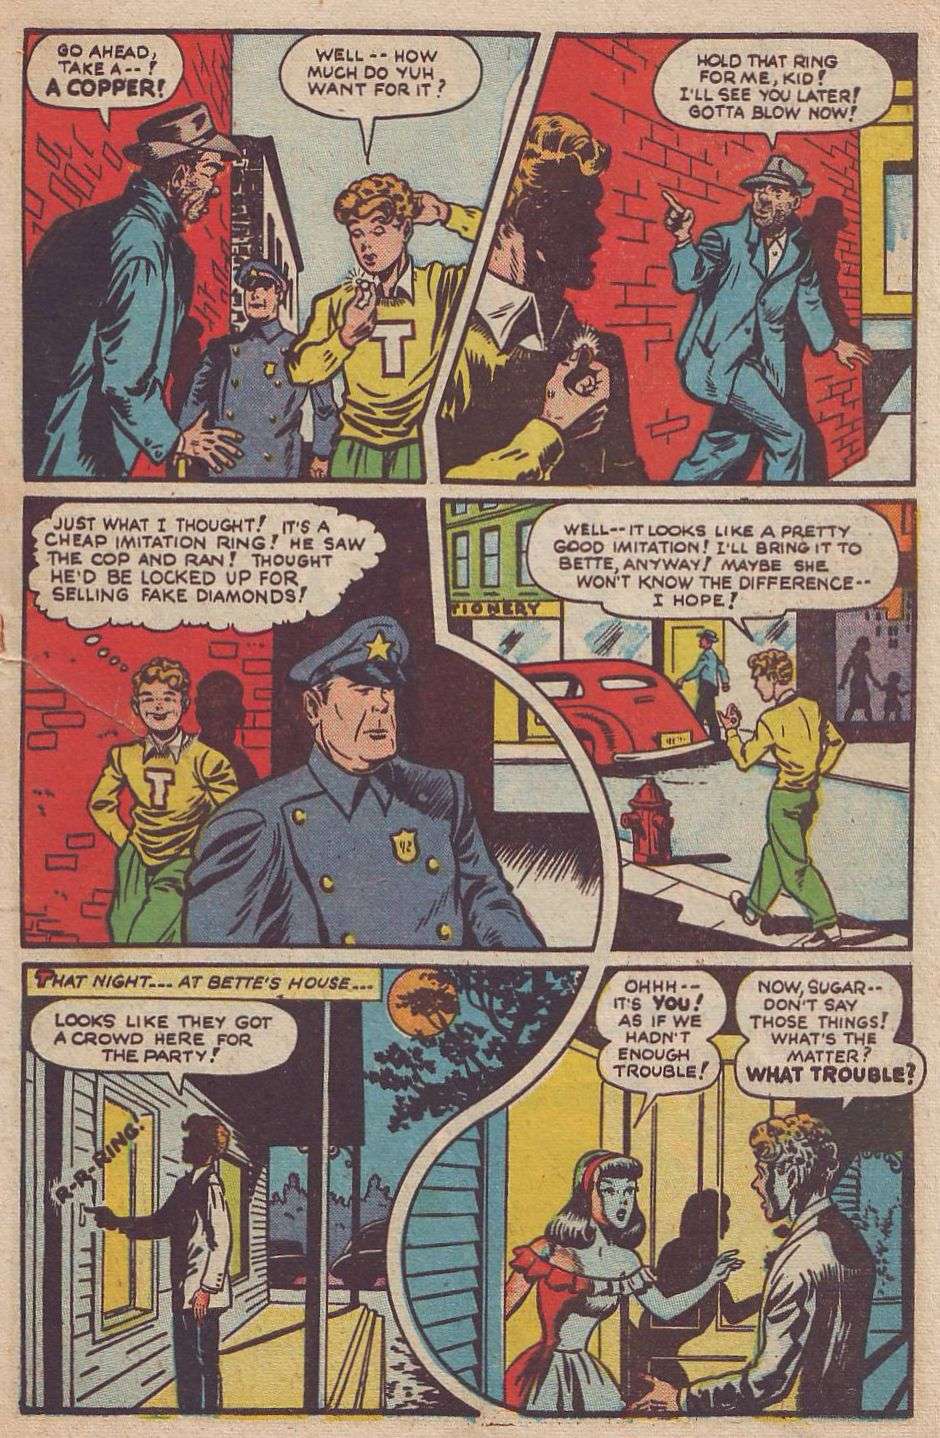 GO AHEAD,
TAKE A--!
A COPPER!
WELL -- HOW
MUCH DO YUH
WANT FOR IT?
T
HOLD THAT RING
FOR ME, KID!
I'LL SEE YOU LATER!
GOTTA BLOW NOW!
JUST WHAT I THOUGHT! IT'S A
CHEAP IMITATION RING! HE SAW
THE COP AND RAN! THOUGHT
HE'D BE LOCKED UP FOR
SELLING FAKE DIAMONDS!
T
42
WELL--IT LOOKS LIKE A PRETTY
GOOD IMITATION! I'LL BRING IT TO
BETTE, ANYWAY! MAYBE SHE
WON'T KNOW THE DIFFERENCE--
I HOPE!
TIONERY
THAT NIGHT--- AT BETTE'S HOUSE---
LOOKS LIKE THEY GOT
A CROWD HERE FOR
THE PARTY!
R-R-RING!
OHHH--
IT'S YOU!
AS IF WE
HADN'T
ENOUGH
TROUBLE!
NOW, SUGAR--
DON'T SAY
THOSE THINGS!
WHAT'S THE
MATTER?
WHAT TROUBLE?